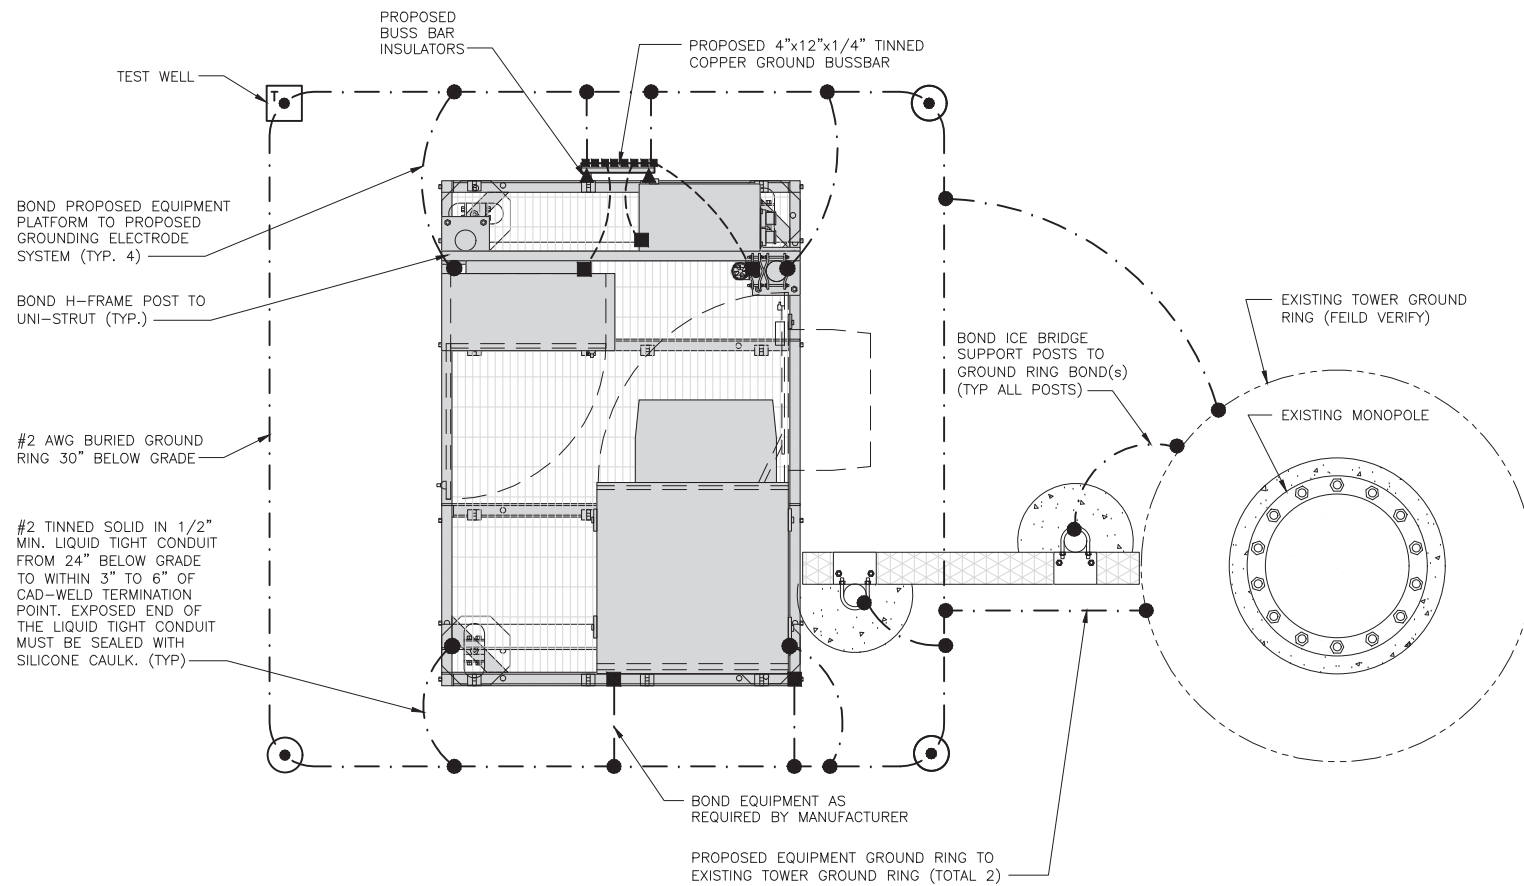 PROPOSED
BUSS BAR
INSULATORS
PROPOSED 4"x12"x1/4" TINNED
COPPER GROUND BUSSBAR
TEST WELL
T
BOND PROPOSED EQUIPMENT
PLATFORM TO PROPOSED
GROUNDING ELECTRODE
SYSTEM (TYP. 4)
BOND H-FRAME POST TO
UNI-STRUT (TYP.)
EXISTING TOWER GROUND
RING (FEILD VERIFY)
BOND ICE BRIDGE
SUPPORT POSTS TO
GROUND RING BOND(s)
(TYP ALL POSTS)
EXISTING MONOPOLE
#2 AWG BURIED GROUND
RING 30" BELOW GRADE
#2 TINNED SOLID IN 1/2"
MIN. LIQUID TIGHT CONDUIT
FROM 24" BELOW GRADE
TO WITHIN 3" TO 6" OF
CAD-WELD TERMINATION
POINT. EXPOSED END OF
THE LIQUID TIGHT CONDUIT
MUST BE SEALED WITH
SILICONE CAULK. (TYP)
BOND EQUIPMENT AS
REQUIRED BY MANUFACTURER
PROPOSED EQUIPMENT GROUND RING TO
EXISTING TOWER GROUND RING (TOTAL 2)